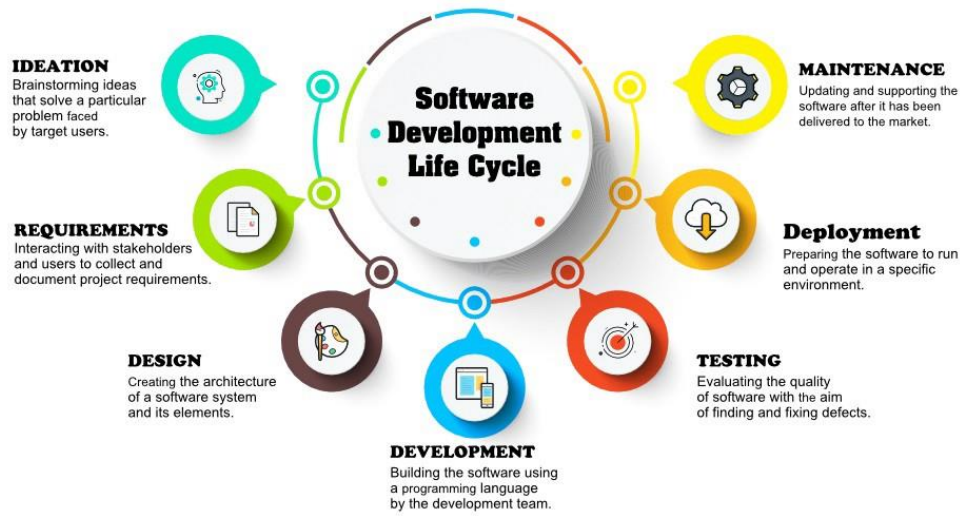 Software
Development
Life Cycle
IDEATION
Brainstorming ideas
that solve a particular
problem faced
by target users.
REQUIREMENTS
Interacting with stakeholders
and users to collect and
document project requirements.
DESIGN
Creating the architecture
of a software system
and its elements.
DEVELOPMENT
Building the software using
a programming language
by the development team.
TESTING
Evaluating the quality
of software with the aim
of finding and fixing defects.
Deployment
Preparing the software to run
and operate in a specific
environment.
MAINTENANCE
Updating and supporting the
software after it has been
delivered to the market.